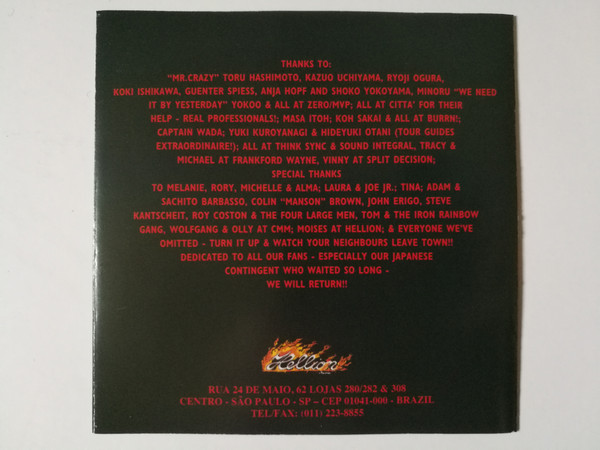 THANKS TO:
"MR.CRAZY" TORU HASHIMOTO, KAZUO UCHIYAMA, RYOJI OGURA,
KOKI ISHIKAWA, GUENTER SPIESS, ANJA HOPF AND SHOKO YOKOYAMA, MINORU "WE NEED
IT BY YESTERDAY" YOKOO & ALL AT ZERO/MVP; ALL AT CITTA' FOR THEIR
HELP - REAL PROFESSIONALS!; MASA ITOH; KOH SAKAI & ALL AT BURRN!;
CAPTAIN WADA; YUKI KUROYANAGI & HIDEYUKI OTANI (TOUR GUIDES
EXTRAORDINAIRE!); ALL AT THINK SYNC & SOUND INTEGRAL, TRACY &
MICHAEL AT FRANKFORD WAYNE, VINNY AT SPLIT DECISION;
SPECIAL THANKS
TO MELANIE, RORY, MICHELLE & ALMA; LAURA & JOE JR.; TINA; ADAM &
SACHITO BARBASSO, COLIN "MANSON" BROWN, JOHN ERIGO, STEVE
KANTSCHEIT, ROY COSTON & THE FOUR LARGE MEN, TOM & THE IRON RAINBOW
GANG, WOLFGANG & OLLY AT CMM; MOISES AT HELLION; & EVERYONE WE'VE
OMITTED - TURN IT UP & WATCH YOUR NEIGHBOURS LEAVE TOWN!!
DEDICATED TO ALL OUR FANS - ESPECIALLY OUR JAPANESE
CONTINGENT WHO WAITED SO LONG -
WE WILL RETURN!!
Hellion
RUA 24 DE MAIO, 62 LOJAS 280/282 & 308
CENTRO - SÃO PAULO - SP – CEP 01041-000 - BRAZIL
TEL/FAX: (011) 223-8855